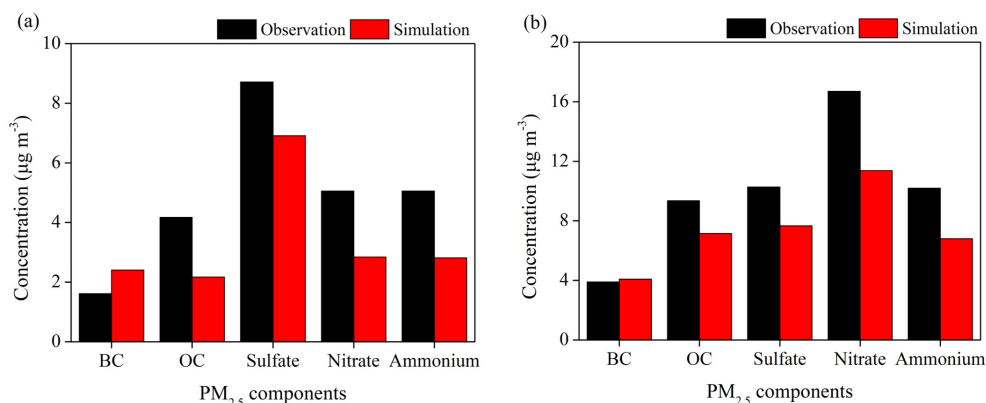 (a)
Observation Simulation
10
8
6
4
2
0
Concentration (μg m-3)
BC OC Sulfate Nitrate Ammonium
PM2.5 components
(b)
Observation Simulation
20
16
12
8
4
0
Concentration (μg m-3)
BC OC Sulfate Nitrate Ammonium
PM2.5 components